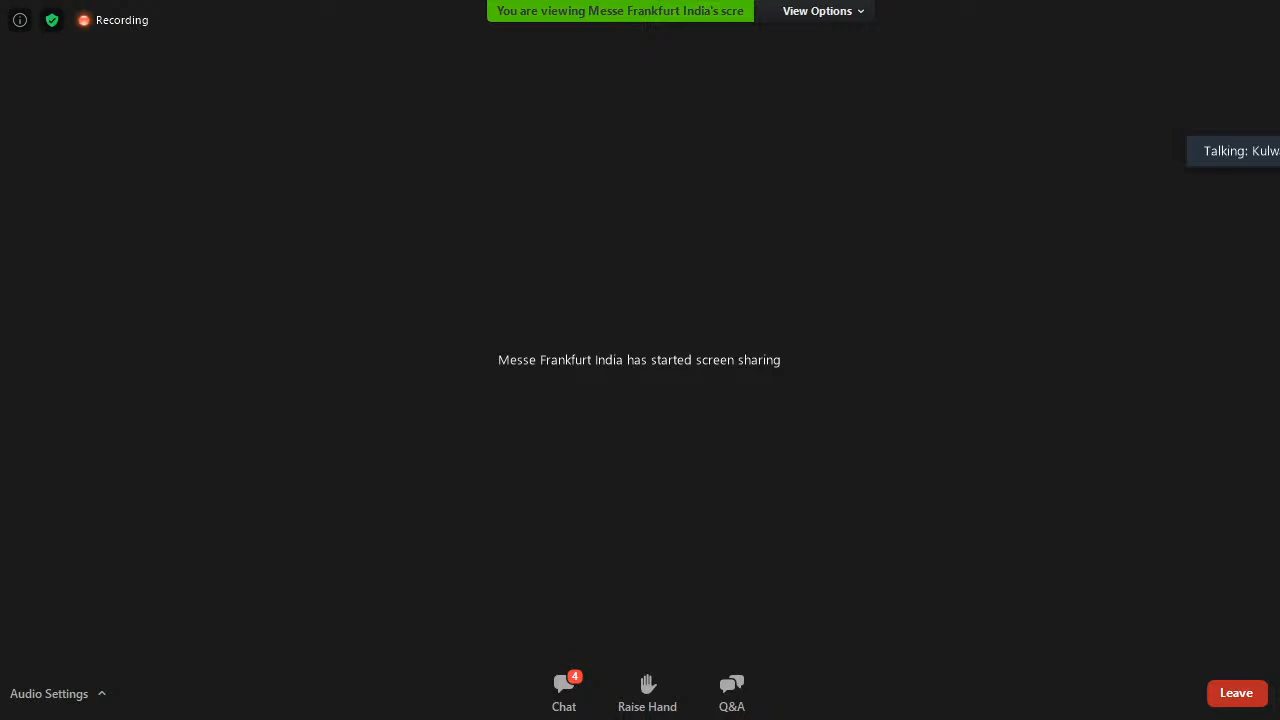 Recording
You are viewing Messe Frankfurt India's scre
View Options
Talking: Kulw
Messe Frankfurt India has started screen sharing
Audio Settings
4
Chat
Raise Hand
Q&A
Leave